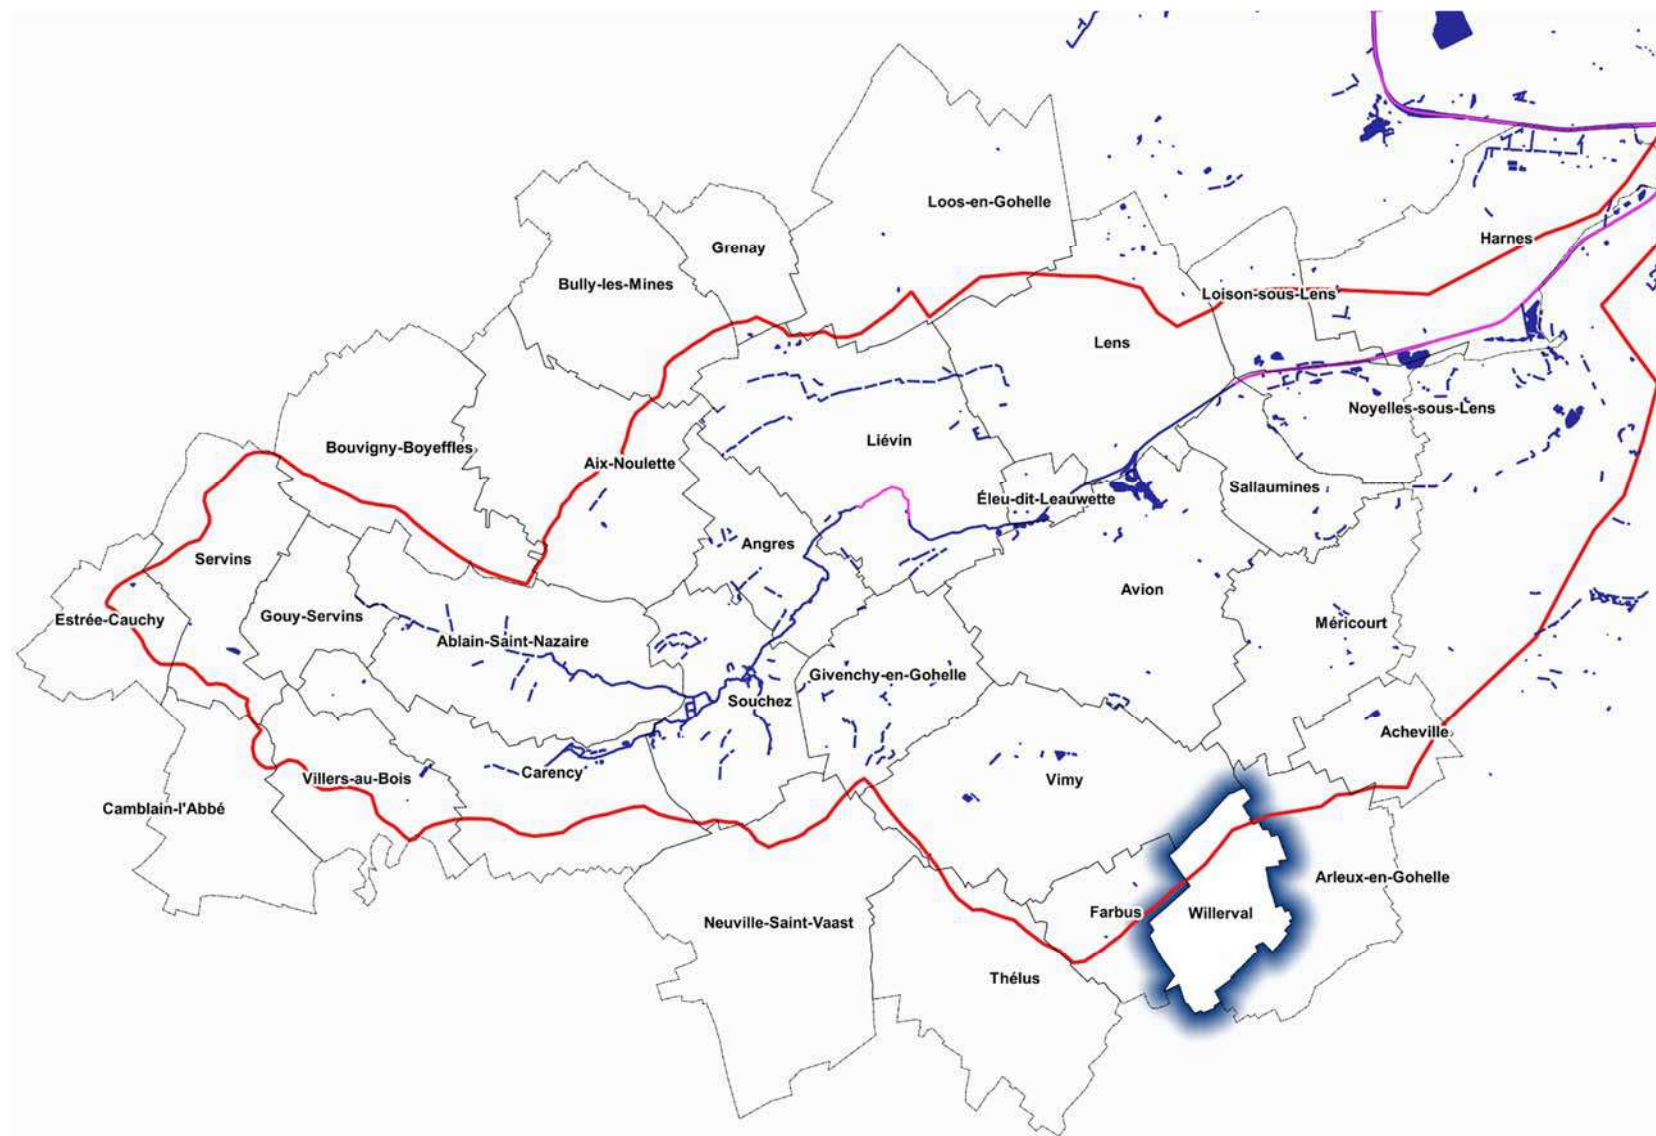 Loos-en-Gohelle
Harnes
Grenay
Bully-les-Mines
Loison-sous-Lens
Lens
Noyelles-sous-Lens
Liévin
Bouvigny-Boyeffles
Aix-Noulette
Sallaumines
Éleu-dit-Leauwette
Angres
Servins
Avion
Gouy-Servins
Estrée-Cauchy
Méricourt
Ablain-Saint-Nazaire
Givenchy-en-Gohelle
Souchez
Acheville
Carency
Villers-au-Bois
Vimy
Camblain-l'Abbé
Arleux-en-Gohelle
Farbus
Willerval
Neuville-Saint-Vaast
Thélus